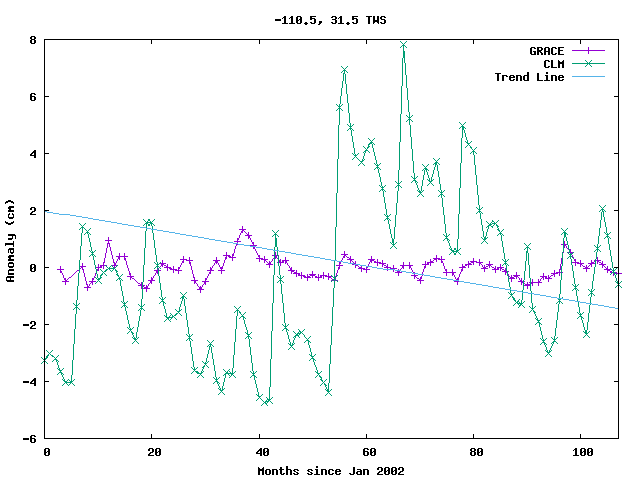 -110.5, 31.5 TWS
GRACE
CLM
Trend Line
8
6
4
2
0
-2
-4
-6
Anomaly (cm)
0 20 40 60 80 100
Months since Jan 2002